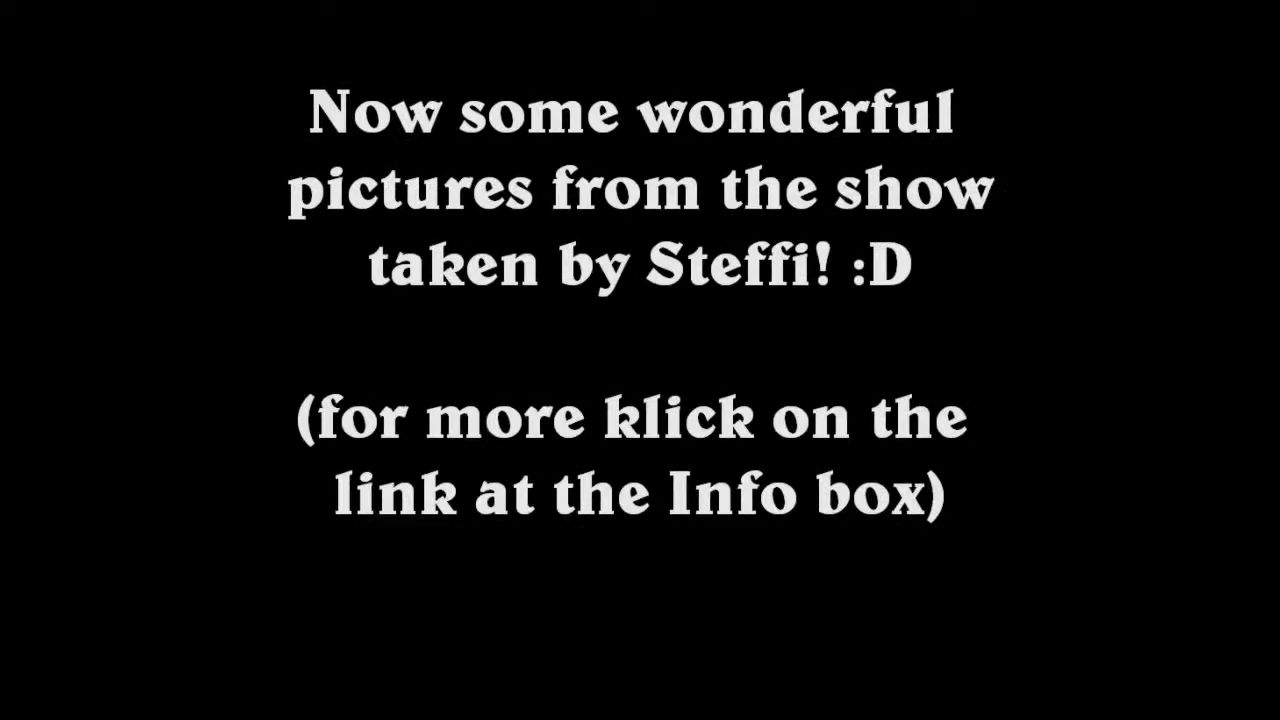 Now some wonderful
pictures from the show
taken by Steffi! :D
(for more klick on the
link at the Info box)